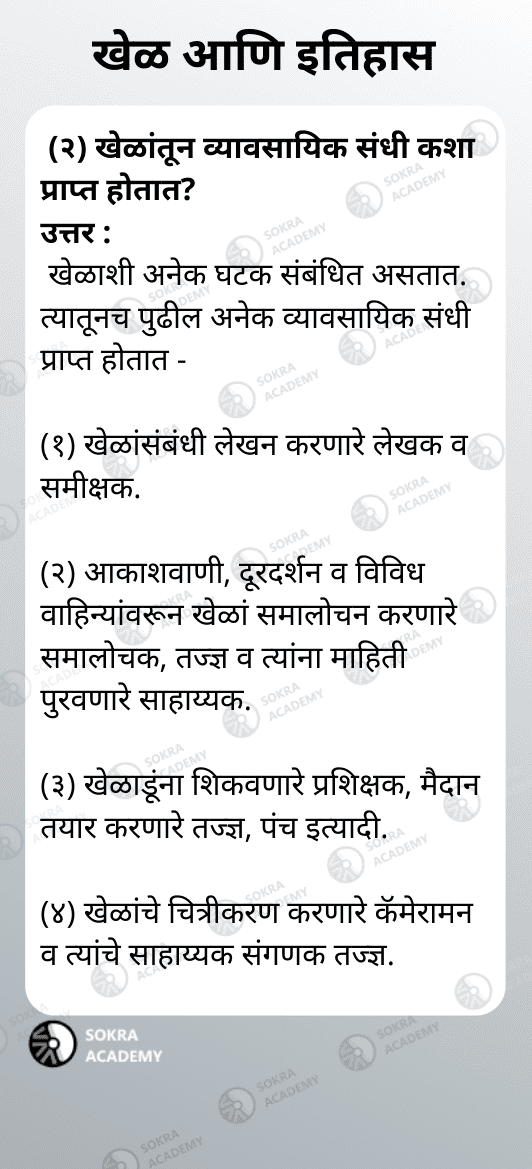 खेळ आणि इतिहास
(२) खेळांतून व्यावसायिक संधी कशा
प्राप्त होतात?
उत्तर :
खेळाशी अनेक घटक संबंधित असतात.
त्यातूनच पुढील अनेक व्यावसायिक संधी
प्राप्त होतात -
(१) खेळांसंबंधी लेखन करणारे लेखक व
समीक्षक.
(२) आकाशवाणी, दूरदर्शन व विविध
वाहिन्यांवरून खेळां समालोचन करणारे
समालोचक, तज्ज्ञ व त्यांना माहिती
पुरवणारे साहाय्यक.
(३) खेळाडूंना शिकवणारे प्रशिक्षक, मैदान
तयार करणारे तज्ज्ञ, पंच इत्यादी.
(४) खेळांचे चित्रीकरण करणारे कॅमेरामन
व त्यांचे साहाय्यक संगणक तज्ज्ञ.
SOKRA
ACADEMY